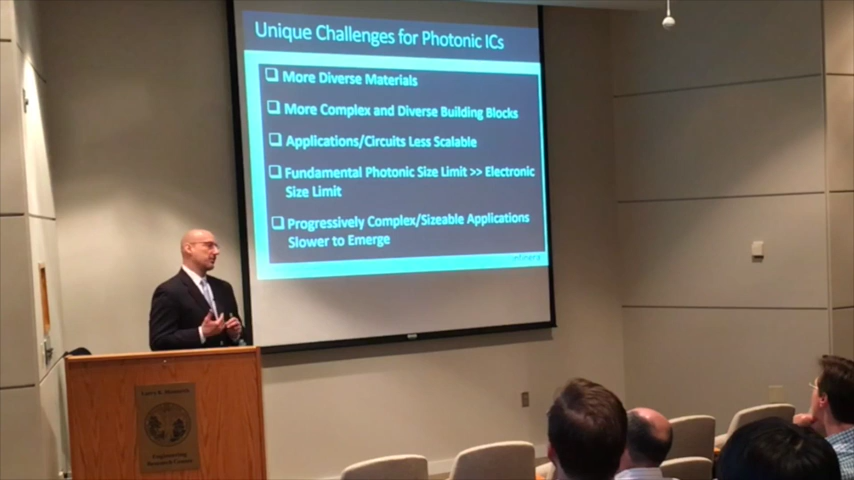 Unique Challenges for Photonic ICs
More Diverse Materials
More Complex and Diverse Building Blocks
Applications/Circuits Less Scalable
Fundamental Photonic Size Limit >> Electronic
Size Limit
Progressively Complex/Sizeable Applications
Slower to Emerge
Engineering
Research Center